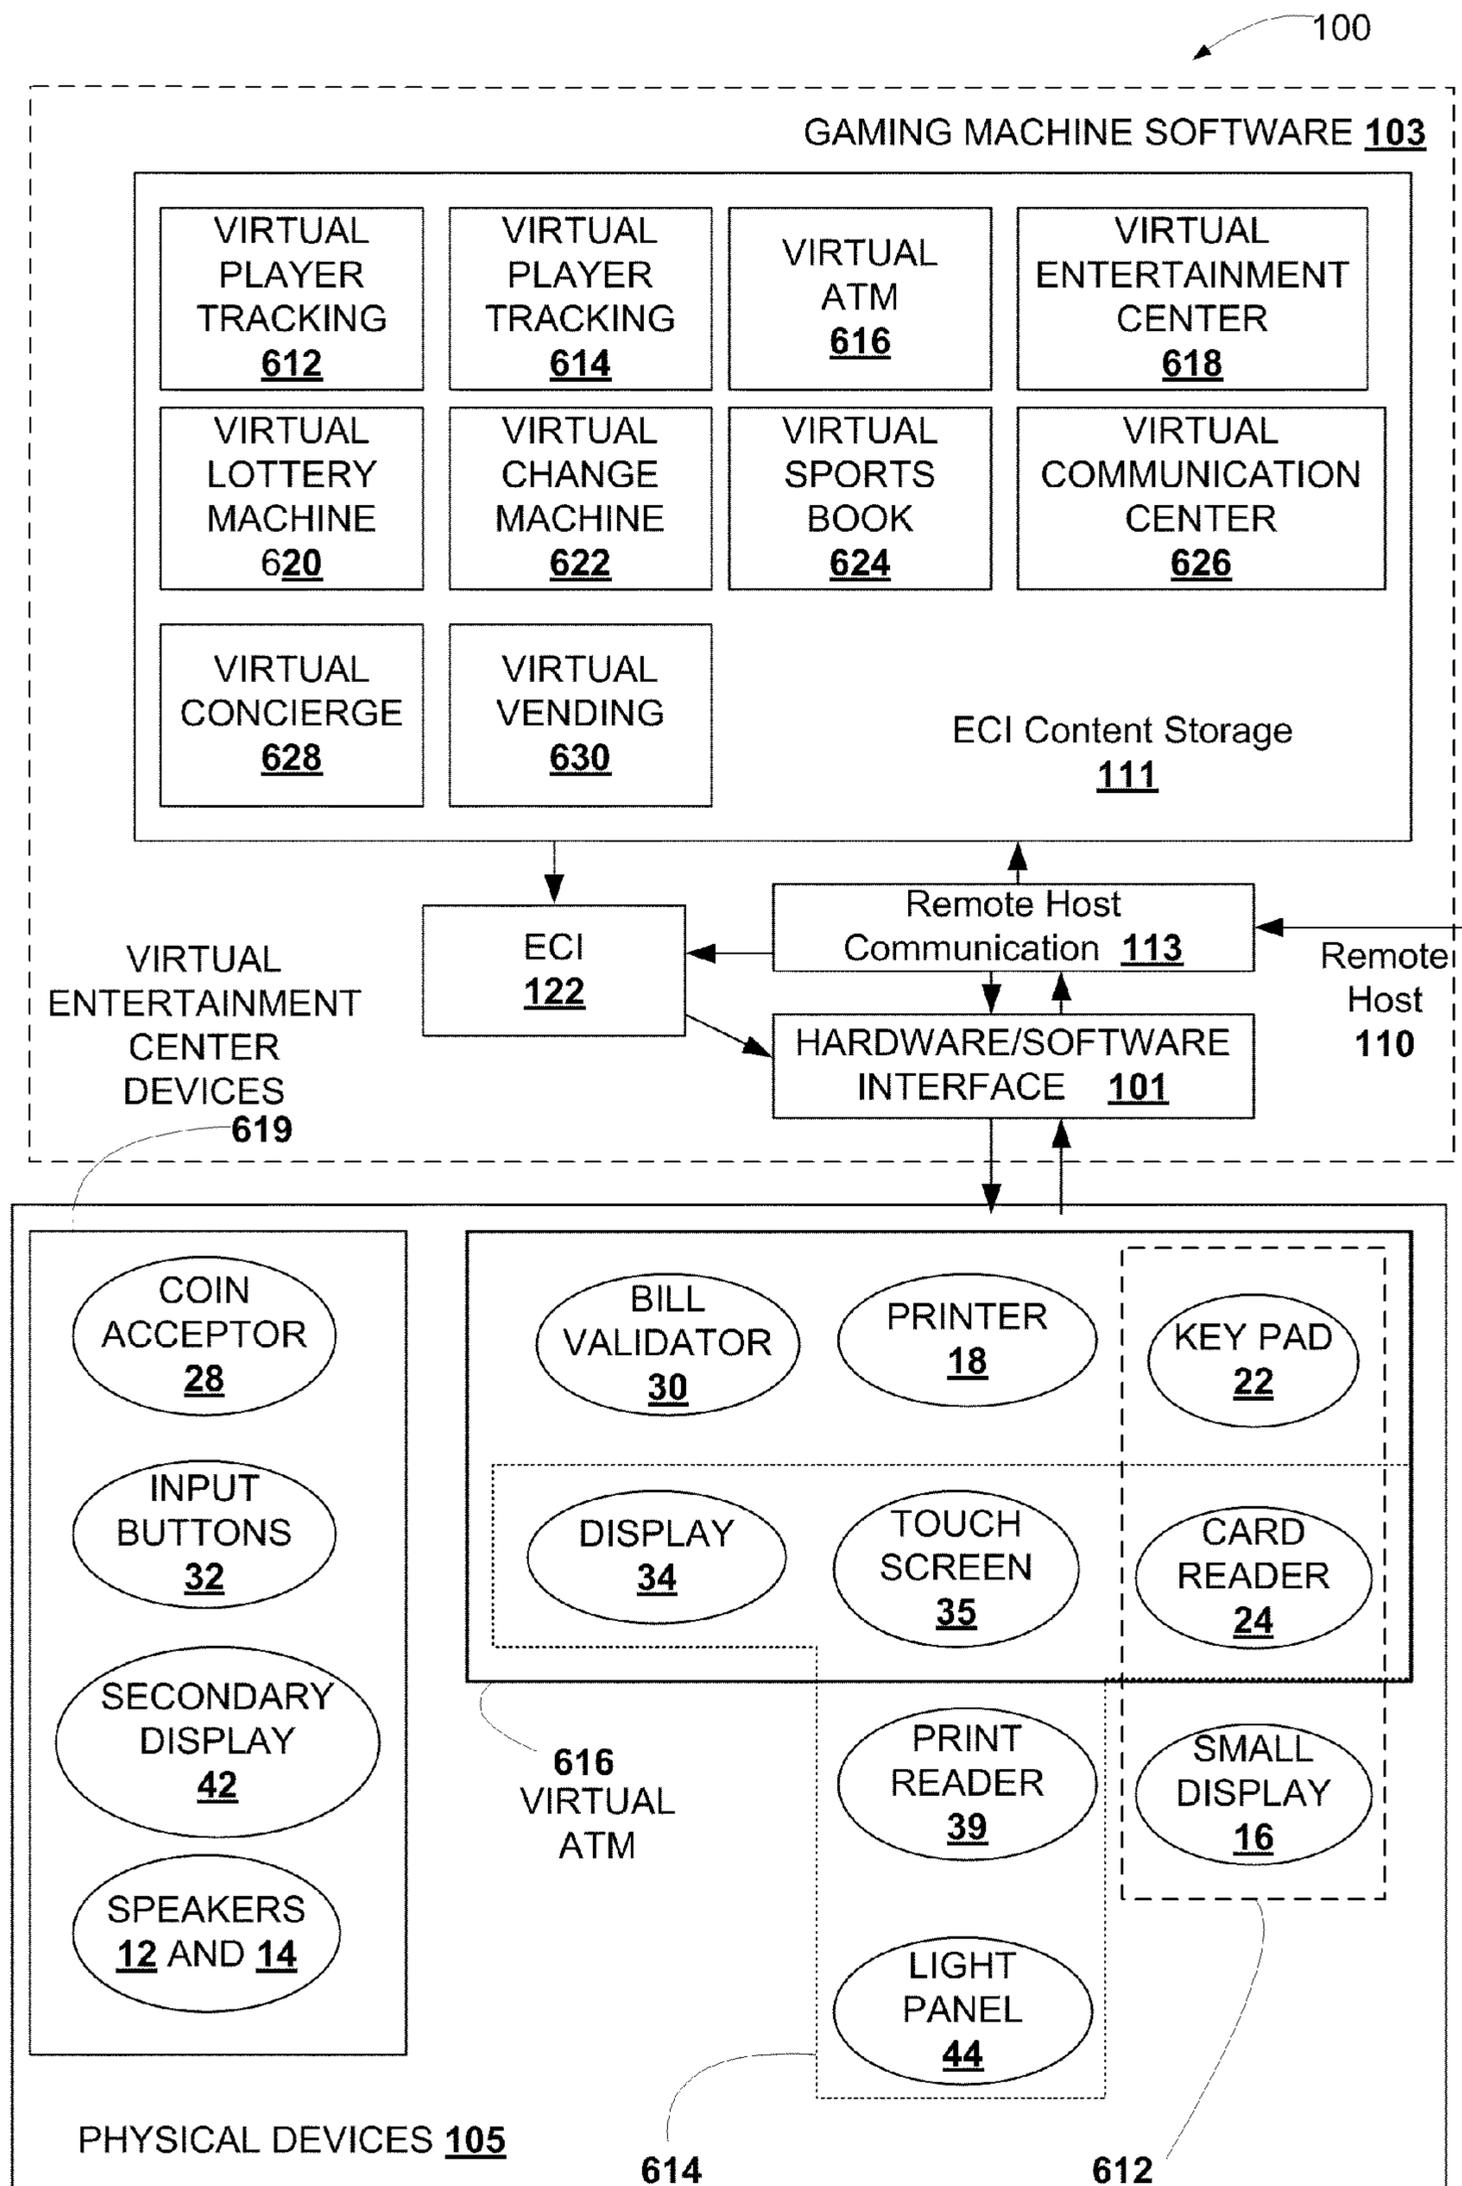 100
GAMING MACHINE SOFTWARE 103
VIRTUAL
PLAYER
TRACKING
612
VIRTUAL
PLAYER
TRACKING
614
VIRTUAL
ATM
616
VIRTUAL
ENTERTAINMENT
CENTER
618
VIRTUAL
LOTTERY
MACHINE
620
VIRTUAL
CHANGE
MACHINE
622
VIRTUAL
SPORTS
BOOK
624
VIRTUAL
COMMUNICATION
CENTER
626
VIRTUAL
CONCIERGE
628
VIRTUAL
VENDING
630
ECI Content Storage
111
ECI
122
Remote Host
Communication 113
Remote
Host
110
HARDWARE/SOFTWARE
INTERFACE 101
VIRTUAL
ENTERTAINMENT
CENTER
DEVICES
619
COIN
ACCEPTOR
28
INPUT
BUTTONS
32
SECONDARY
DISPLAY
42
SPEAKERS
12 AND 14
BILL
VALIDATOR
30
PRINTER
18
KEY PAD
22
DISPLAY
34
TOUCH
SCREEN
35
CARD
READER
24
616
VIRTUAL
ATM
PRINT
READER
39
SMALL
DISPLAY
16
LIGHT
PANEL
44
PHYSICAL DEVICES 105
614
612